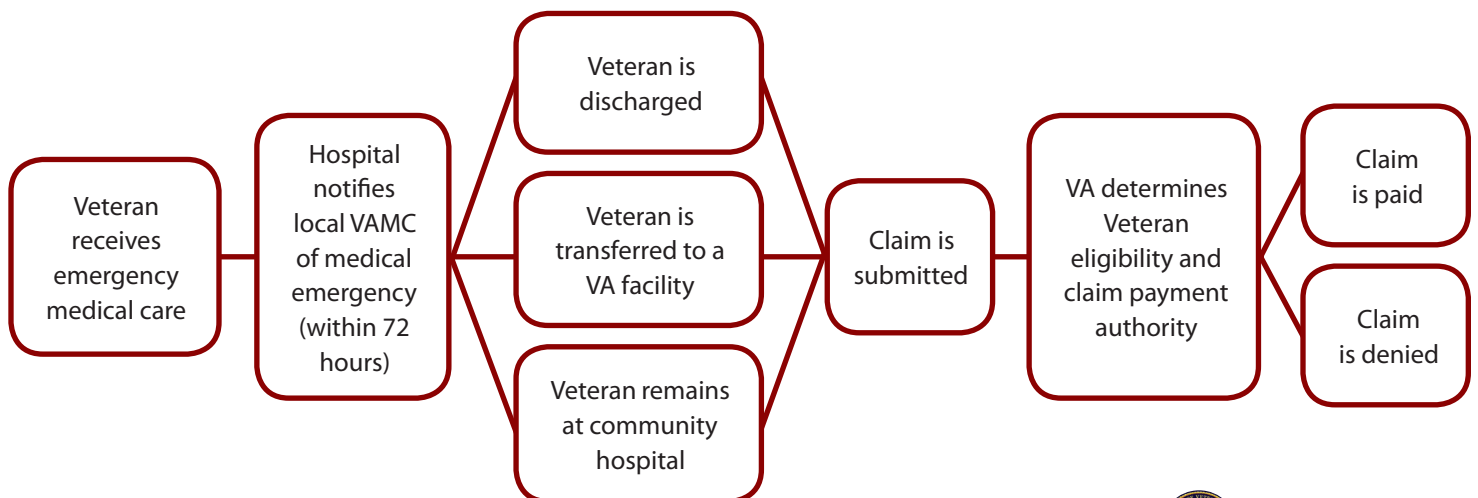 Veteran
receives
emergency
medical care
Hospital
notifies
local VAMC
of medical
emergency
(within 72
hours)
Veteran is
discharged
Veteran is
transferred to a
VA facility
Veteran remains
at community
hospital
Claim is
submitted
VA determines
Veteran
eligibility and
claim payment
authority
Claim
is paid
Claim
is denied